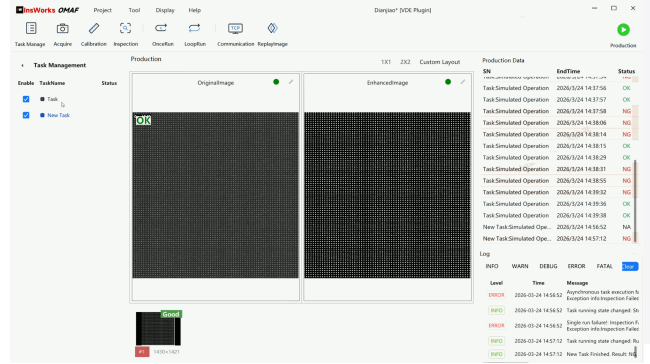 InsWorks OMAF Project Tool Display Help Dianjiao* [VDE Plugin]
Task Manage Acquire Calibration Inspection OnceRun LoopRun Communication ReplayImage Production
TCP
Task Management
Enable TaskName Status
Task
New Task
Production 1X1 2X2 Custom Layout
OriginalImage EnhancedImage
OK
Good
#1 1430×1421
Production Data
SN EndTime Status
Task:Simulated Operation 2026/3/24 14:37:54 NG
Task:Simulated Operation 2026/3/24 14:37:56 OK
Task:Simulated Operation 2026/3/24 14:37:57 OK
Task:Simulated Operation 2026/3/24 14:37:58 NG
Task:Simulated Operation 2026/3/24 14:38:06 NG
Task:Simulated Operation 2026/3/24 14:38:14 NG
Task:Simulated Operation 2026/3/24 14:38:15 OK
Task:Simulated Operation 2026/3/24 14:38:29 OK
Task:Simulated Operation 2026/3/24 14:38:31 NG
Task:Simulated Operation 2026/3/24 14:38:55 NG
Task:Simulated Operation 2026/3/24 14:39:32 NG
Task:Simulated Operation 2026/3/24 14:39:36 OK
Task:Simulated Operation 2026/3/24 14:39:38 OK
New Task:Simulated Ope... 2026/3/24 14:56:52 NA
New Task:Simulated Ope... 2026/3/24 14:57:12 NG
Log
INFO WARN DEBUG ERROR FATAL Clear
Level Time Message
ERROR 2026-03-24 14:56:52 Asynchronous task execution fa
Exception info:Inspection Failed
INFO 2026-03-24 14:56:52 Task running state changed: Sto
ERROR 2026-03-24 14:56:52 Single run failure! Inspection Fa
Exception info:Inspection Failed
INFO 2026-03-24 14:57:12 Task running state changed: Ru
INFO 2026-03-24 14:57:12 New Task Finished. Result: NG,